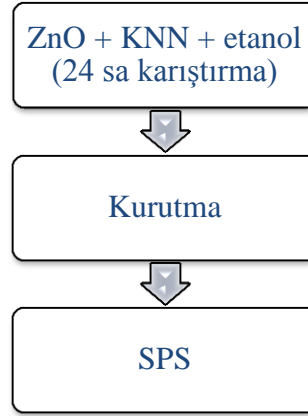 ZnO + KNN + etanol
(24 sa karıştırma)
Kurutma
SPS